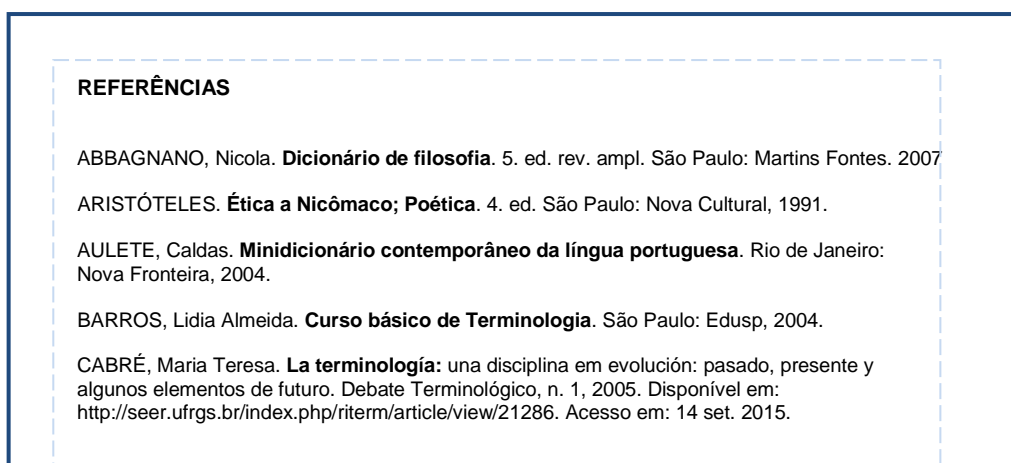 REFERÊNCIAS
ABBAGNANO, Nicola. Dicionário de filosofia. 5. ed. rev. ampl. São Paulo: Martins Fontes. 2007
ARISTÓTELES. Ética a Nicômaco; Poética. 4. ed. São Paulo: Nova Cultural, 1991.
AULETE, Caldas. Minidicionário contemporâneo da língua portuguesa. Rio de Janeiro:
Nova Fronteira, 2004.
BARROS, Lidia Almeida. Curso básico de Terminologia. São Paulo: Edusp, 2004.
CABRÉ, Maria Teresa. La terminología: una disciplina em evolución: pasado, presente y
algunos elementos de futuro. Debate Terminológico, n. 1, 2005. Disponível em:
http://seer.ufrgs.br/index.php/riterm/article/view/21286. Acesso em: 14 set. 2015.